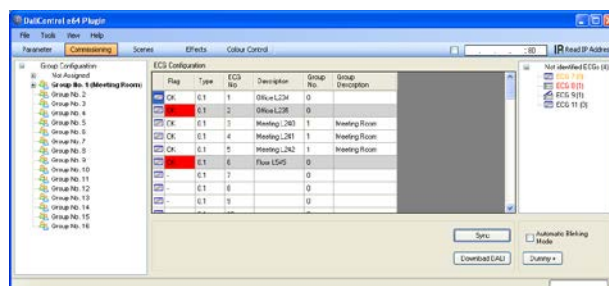 DaliControl e64 Plugin
File Tools View Help
Parameter Commissioning Scenes Effects Colour Control : 80 Read IP Address
Group Configuration
Not Assigned
Group No. 1 (Meeting Room)
Group No. 2
Group No. 3
Group No. 4
Group No. 5
Group No. 6
Group No. 7
Group No. 8
Group No. 9
Group No. 10
Group No. 11
Group No. 12
Group No. 13
Group No. 14
Group No. 15
Group No. 16
ECG Configuration
Flag Type ECG No Description Group No. Group Description
OK 0.1 1 Office L234 0
OK 0.1 2 Office L235 0
OK 0.1 3 Meeting L240 1 Meeting Room
OK 0.1 4 Meeting L241 1 Meeting Room
OK 0.1 5 Meeting L242 1 Meeting Room
OK 0.1 6 Floor LS45 0
- 0.1 7 0
- 0.1 8 0
- 0.1 9 0
Not identified ECGs (4)
ECG 7 (0)
ECG 8 (1)
ECG 9 (1)
ECG 11 (0)
Sync
Download DALI
Automatic Blinking
Mode
Dummy +